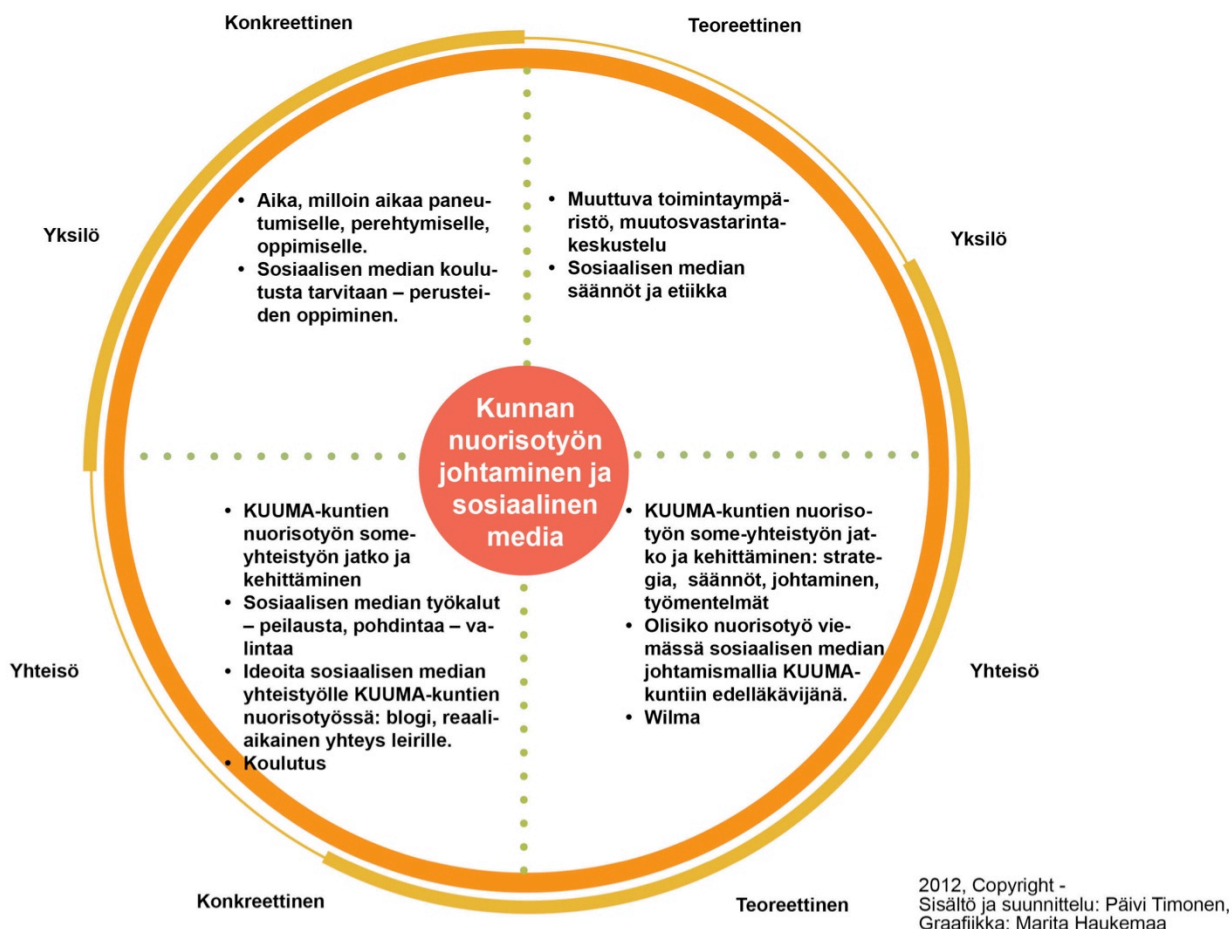 Konkreettinen
Teoreettinen
Yksilö
Yksilö
• Aika, milloin aikaa paneu-
tumiselle, perehtymiselle,
oppimiselle.
• Sosiaalisen median koulu-
tusta tarvitaan – perustei-
den oppiminen.
• Muuttuva toimintaympä-
ristö, muutosvastarinta-
keskustelu
• Sosiaalisen median
säännöt ja etiikka
Kunnan
nuorisotyön
johtaminen ja
sosiaalinen
media
• KUUMA-kuntien
nuorisotyön some-
yhteistyön jatko ja
kehittäminen
• Sosiaalisen median työkalut
– peilausta, pohdintaa – va-
lintaa
• Ideoita sosiaalisen median
yhteistyölle KUUMA-kuntien
nuorisotyössä: blogi, reaali-
aikainen yhteys leirille.
• Koulutus
• KUUMA-kuntien nuoriso-
työn some-yhteistyön jat-
ko ja kehittäminen: strate-
gia, säännöt, johtaminen,
työmentelmät
• Olisiko nuorisotyö vie-
mässä sosiaalisen median
johtamismallia KUUMA-
kuntiin edelläkävijänä.
• Wilma
Yhteisö
Yhteisö
Konkreettinen
Teoreettinen
2012, Copyright -
Sisältö ja suunnittelu: Päivi Timonen,
Graafiikka: Marita Haukemaa